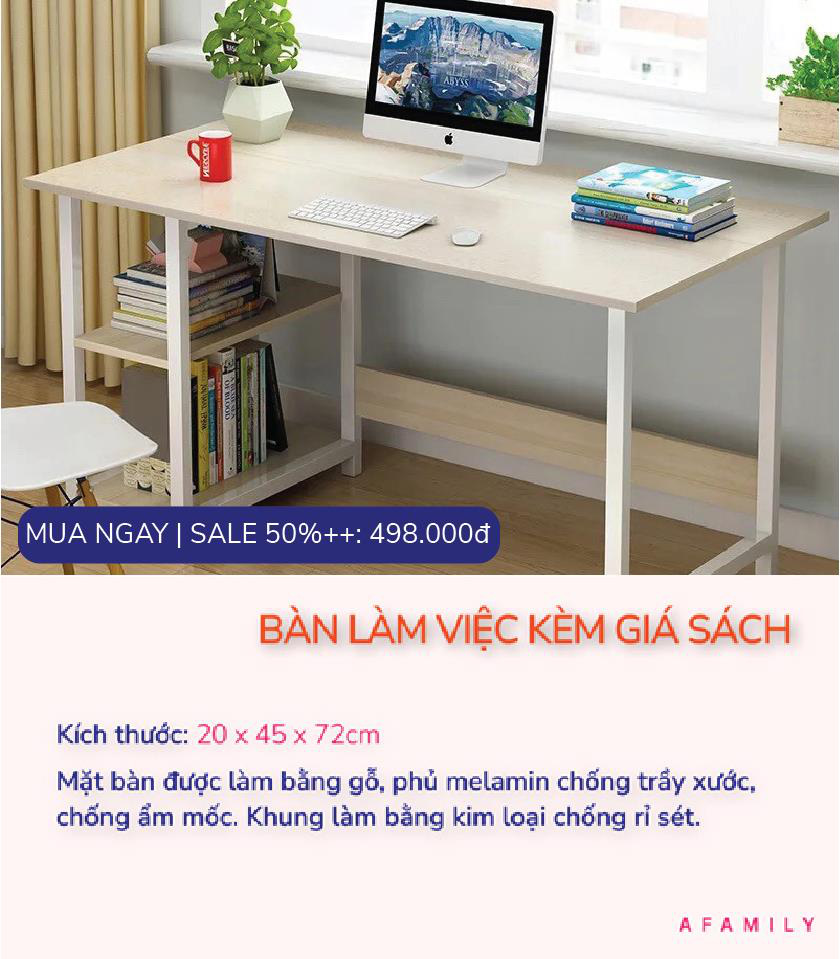 ABYSS
MUA NGAY | SALE 50%++: 498.000đ
BÀN LÀM VIỆC KÈM GIÁ SÁCH
Kích thước: 20 x 45 x 72cm
Mặt bàn được làm bằng gỗ, phủ melamin chống trầy xước,
chống ẩm mốc. Khung làm bằng kim loại chống rỉ sét.
AFAMILY